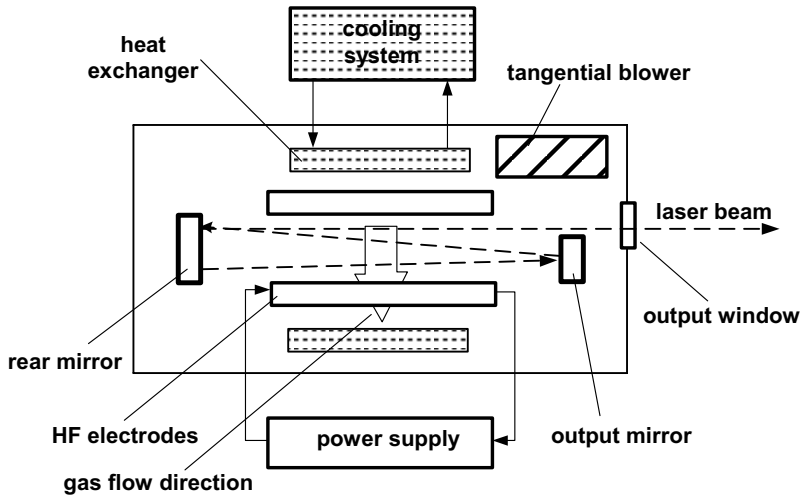 cooling
system
heat
exchanger
tangential blower
laser beam
output window
rear mirror
HF electrodes
power supply
output mirror
gas flow direction